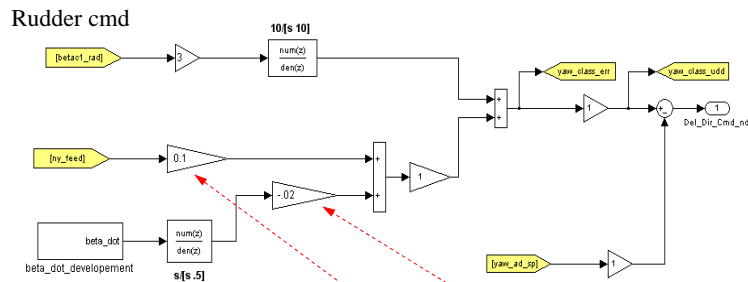 Rudder cmd
10/[s 10]
[betac1_rad]
3
num(z)
den(z)
yaw_class_err
yaw_class_udd
+
+
1
+
-
1
Del_Dir_Cmd_nd
[ny_feed]
0.1
+
+
1
-.02
beta_dot
beta_dot_developement
num(z)
den(z)
s/[s .5]
[yaw_ad_sp]
1